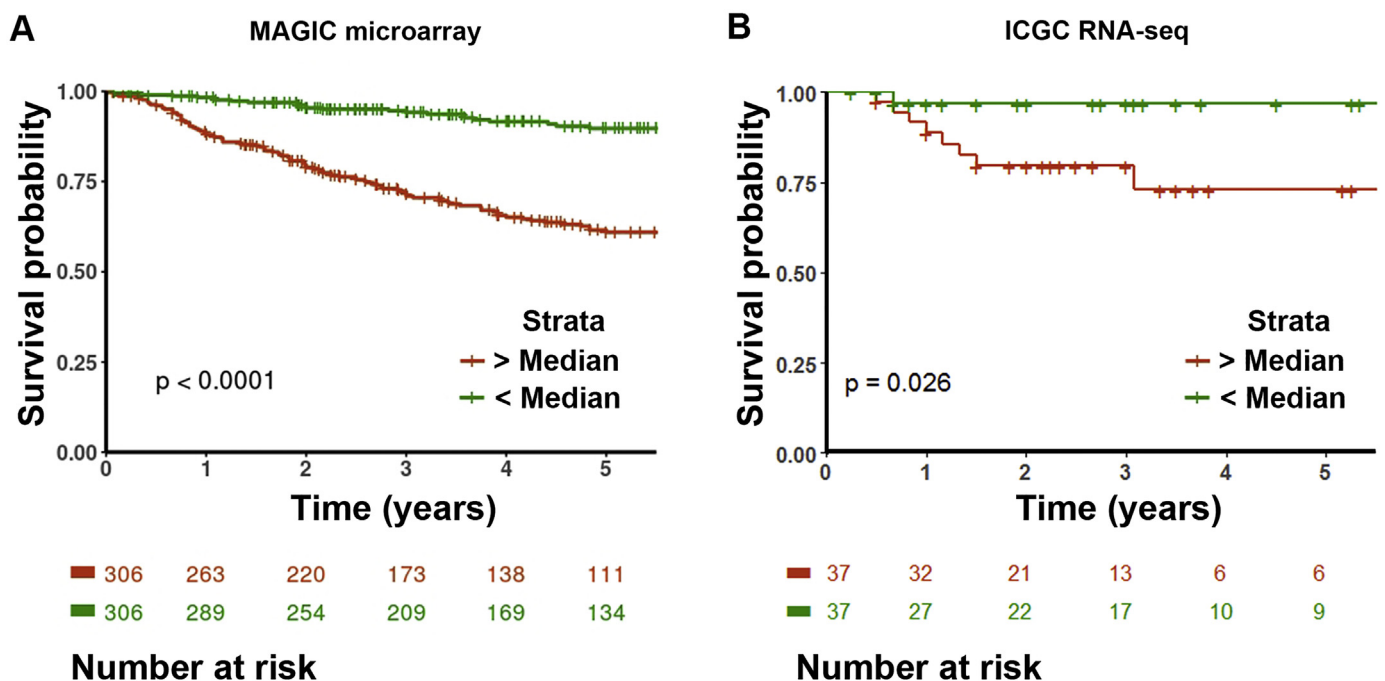 A
MAGIC microarray
Survival probability
1.00
0.75
0.50
0.25
0.00
p < 0.0001
Strata
> Median
< Median
0 1 2 3 4 5
Time (years)
306 263 220 173 138 111
306 289 254 209 169 134
Number at risk
B
ICGC RNA-seq
Survival probability
1.00
0.75
0.50
0.25
0.00
p = 0.026
Strata
> Median
< Median
0 1 2 3 4 5
Time (years)
37 32 21 13 6 6
37 27 22 17 10 9
Number at risk